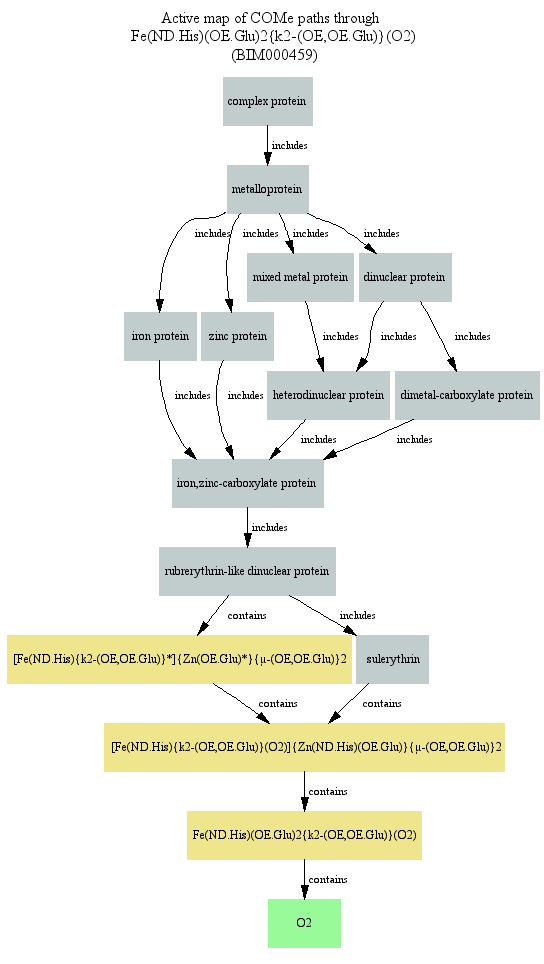 Active map of COMe paths through
Fe(ND.His)(OE.Glu)2{k2-(OE,OE.Glu)}(O2)
(BIM000459)
complex protein
includes
metalloprotein
includes includes includes includes
mixed metal protein dinuclear protein
iron protein zinc protein includes includes includes
includes includes heterodinuclear protein dimetal-carboxylate protein
includes includes
iron,zinc-carboxylate protein
includes
rubrerythrin-like dinuclear protein
contains includes
[Fe(ND.His){k2-(OE,OE.Glu)}*]{Zn(OE.Glu)*}{µ-(OE,OE.Glu)}2 sulerythrin
contains contains
[Fe(ND.His){k2-(OE,OE.Glu)}(O2)]{Zn(ND.His)(OE.Glu)}{µ-(OE,OE.Glu)}2
contains
Fe(ND.His)(OE.Glu)2{k2-(OE,OE.Glu)}(O2)
contains
O2